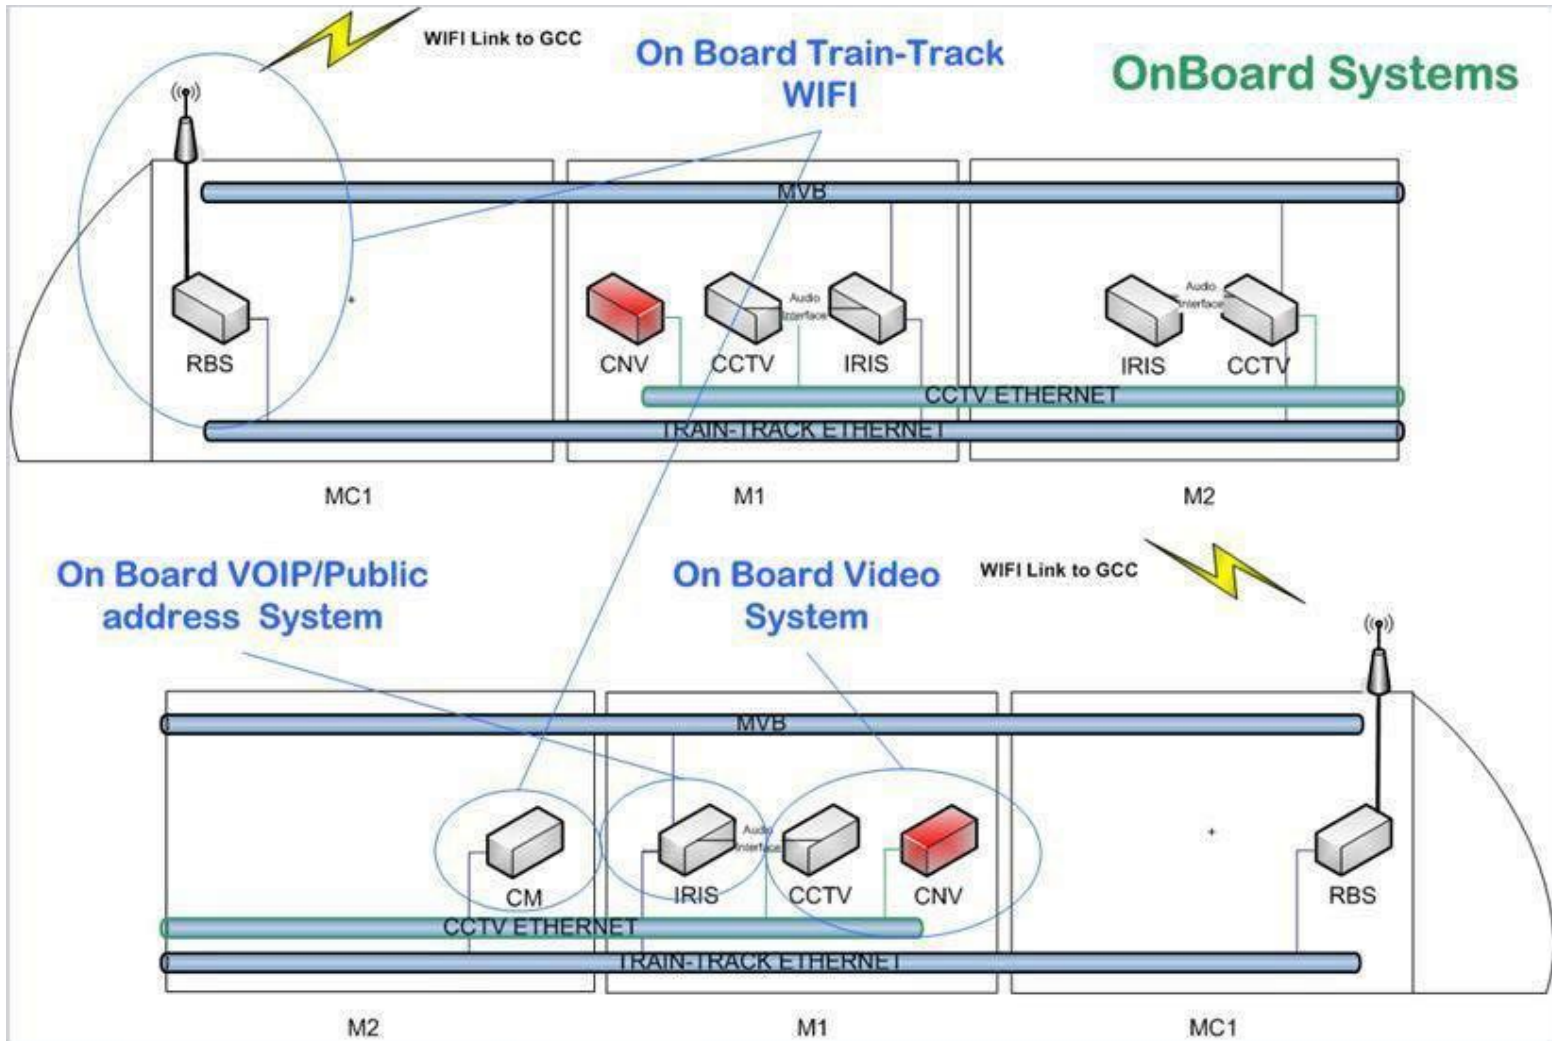 WIFI Link to GCC
On Board Train-Track
WIFI
OnBoard Systems
MVB
RBS
CNV
CCTV
Audio
Interface
IRIS
IRIS
Audio
Interface
CCTV
CCTV ETHERNET
TRAIN-TRACK ETHERNET
MC1
M1
M2
On Board VOIP/Public
address System
On Board Video
System
WIFI Link to GCC
MVB
CM
IRIS
Audio
Interface
CCTV
CNV
RBS
CCTV ETHERNET
TRAIN-TRACK ETHERNET
M2
M1
MC1